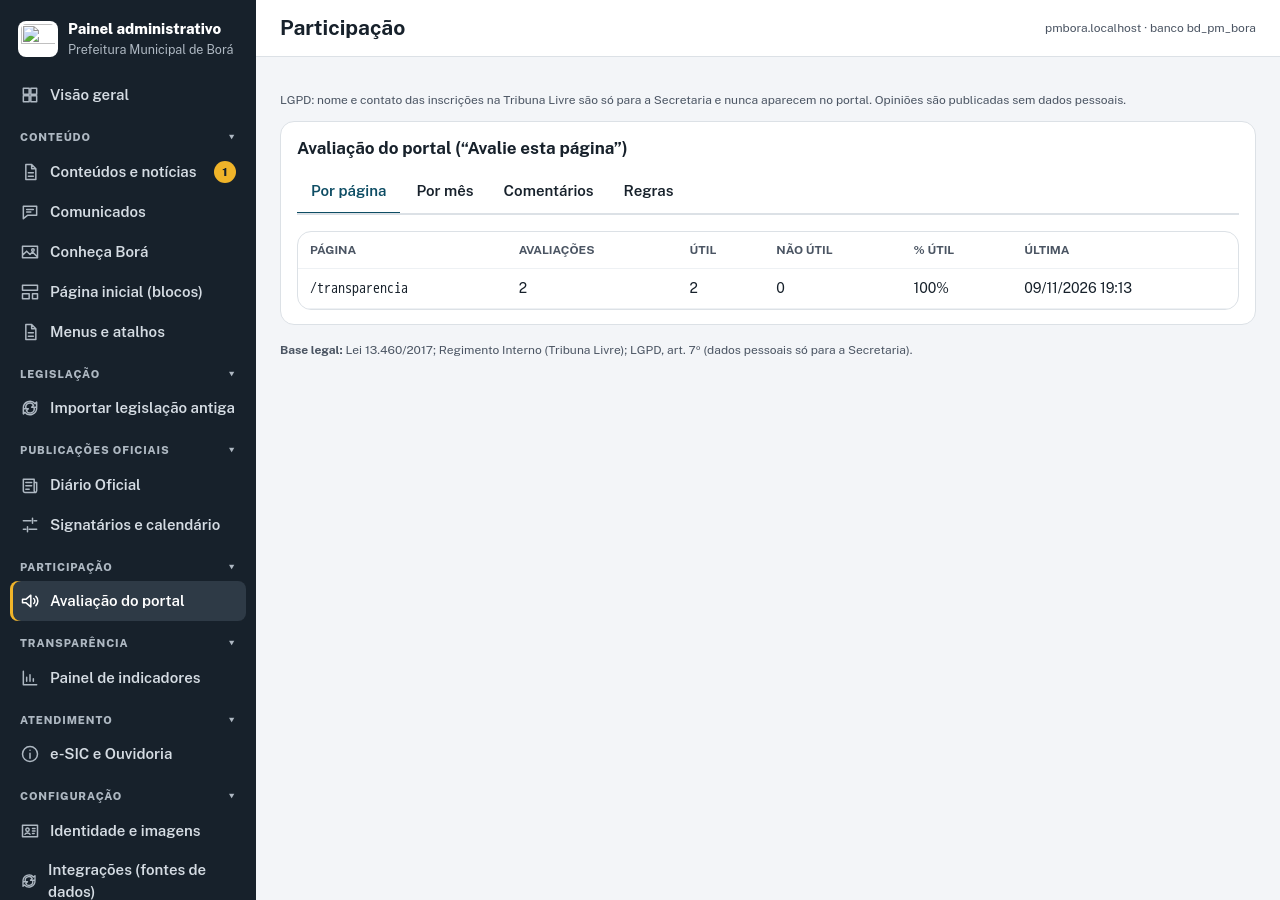 Painel administrativo
Prefeitura Municipal de Borá
Visão geral
CONTEÚDO
Conteúdos e notícias 1
Comunicados
Conheça Borá
Página inicial (blocos)
Menus e atalhos
LEGISLAÇÃO
Importar legislação antiga
PUBLICAÇÕES OFICIAIS
Diário Oficial
Signatários e calendário
PARTICIPAÇÃO
Avaliação do portal
TRANSPARÊNCIA
Painel de indicadores
ATENDIMENTO
e-SIC e Ouvidoria
CONFIGURAÇÃO
Identidade e imagens
Integrações (fontes de
dados)
Participação
pmbora.localhost · banco bd_pm_bora
LGPD: nome e contato das inscrições na Tribuna Livre são só para a Secretaria e nunca aparecem no portal. Opiniões são publicadas sem dados pessoais.
Avaliação do portal (“Avalie esta página”)
Por página Por mês Comentários Regras
PÁGINA AVALIAÇÕES ÚTIL NÃO ÚTIL % ÚTIL ÚLTIMA
/transparencia 2 2 0 100% 09/11/2026 19:13
Base legal: Lei 13.460/2017; Regimento Interno (Tribuna Livre); LGPD, art. 7º (dados pessoais só para a Secretaria).